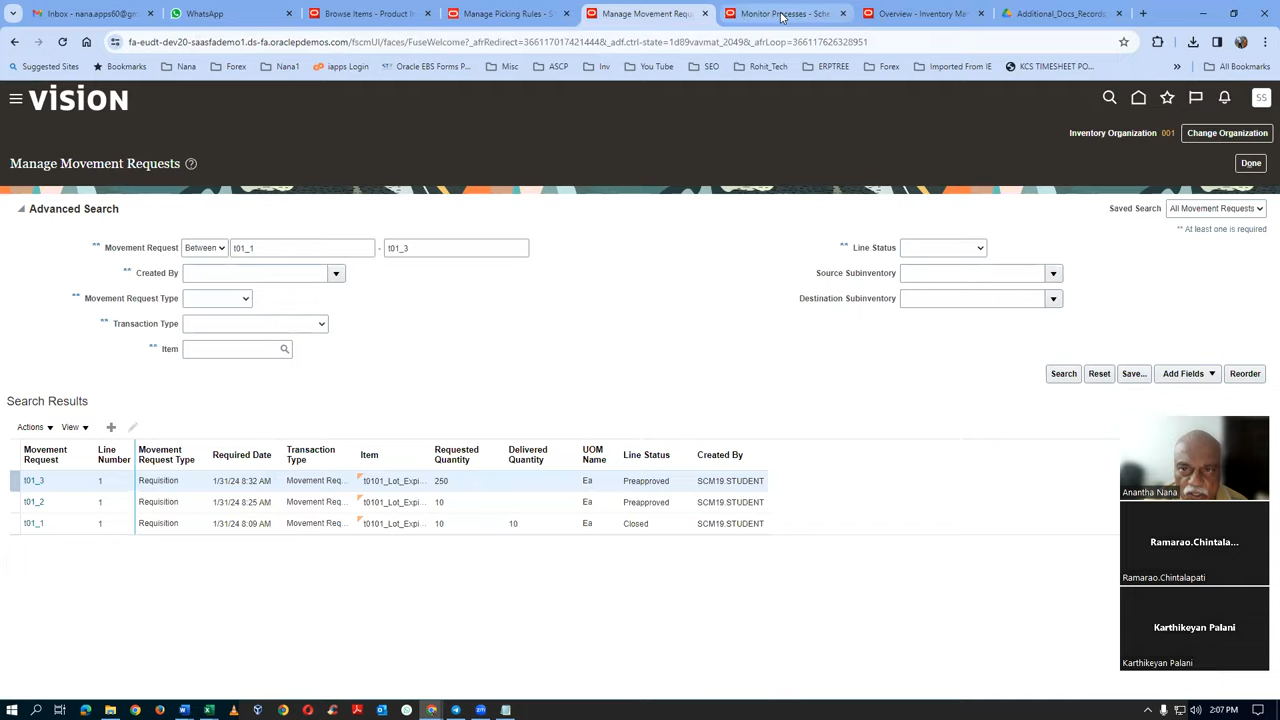 Inbox - nana.ananth60@gm
WhatsApp
Browse Items - Product In
Manage Picking Rules - S
Manage Movement Requ
Monitor Processes - Sche
Overview - Inventory Ma
Additional_Docs_Records
fa-eudt-dev20-saasfademo1.ds-fa.oraclepdemos.com/fscmUI/faces/FuseWelcome?_afrRedirect=366117017421444&_adf.ctrl-state=1d89vavmat_2049&_afrLoop=366117626328951
Suggested Sites
Bookmarks
Nana
Forex
Nana1
iapps Login
Oracle EBS Forms P...
Misc
ASCP
Inv
You Tube
SEO
Rohit_Tech
ERPTREE
Forex
Imported From IE
KCS TIMESHEET PO...
All Bookmarks
VISION
SS
Inventory Organization 001 Change Organization
Manage Movement Requests
Done
Advanced Search
Saved Search All Movement Requests
** At least one is required
** Movement Request Between t01_1 - t01_3
** Line Status
** Created By
Source Subinventory
** Movement Request Type
Destination Subinventory
** Transaction Type
** Item
Search Reset Save... Add Fields Reorder
Search Results
Actions View
Movement Request Line Number Movement Request Type Required Date Transaction Type Item Requested Quantity Delivered Quantity UOM Name Line Status Created By
t01_3 1 Requisition 1/31/24 8:32 AM Movement Req... t0101_Lot_Expi... 250 Ea Preapproved SCM19.STUDENT
t01_2 1 Requisition 1/31/24 8:25 AM Movement Req... t0101_Lot_Expi... 10 Ea Preapproved SCM19.STUDENT
t01_1 1 Requisition 1/31/24 8:09 AM Movement Req... t0101_Lot_Expi... 10 10 Ea Closed SCM19.STUDENT
Anantha Nana
Ramarao.Chintala...
Ramarao.Chintalapati
Karthikeyan Palani
Karthikeyan Palani
2:07 PM